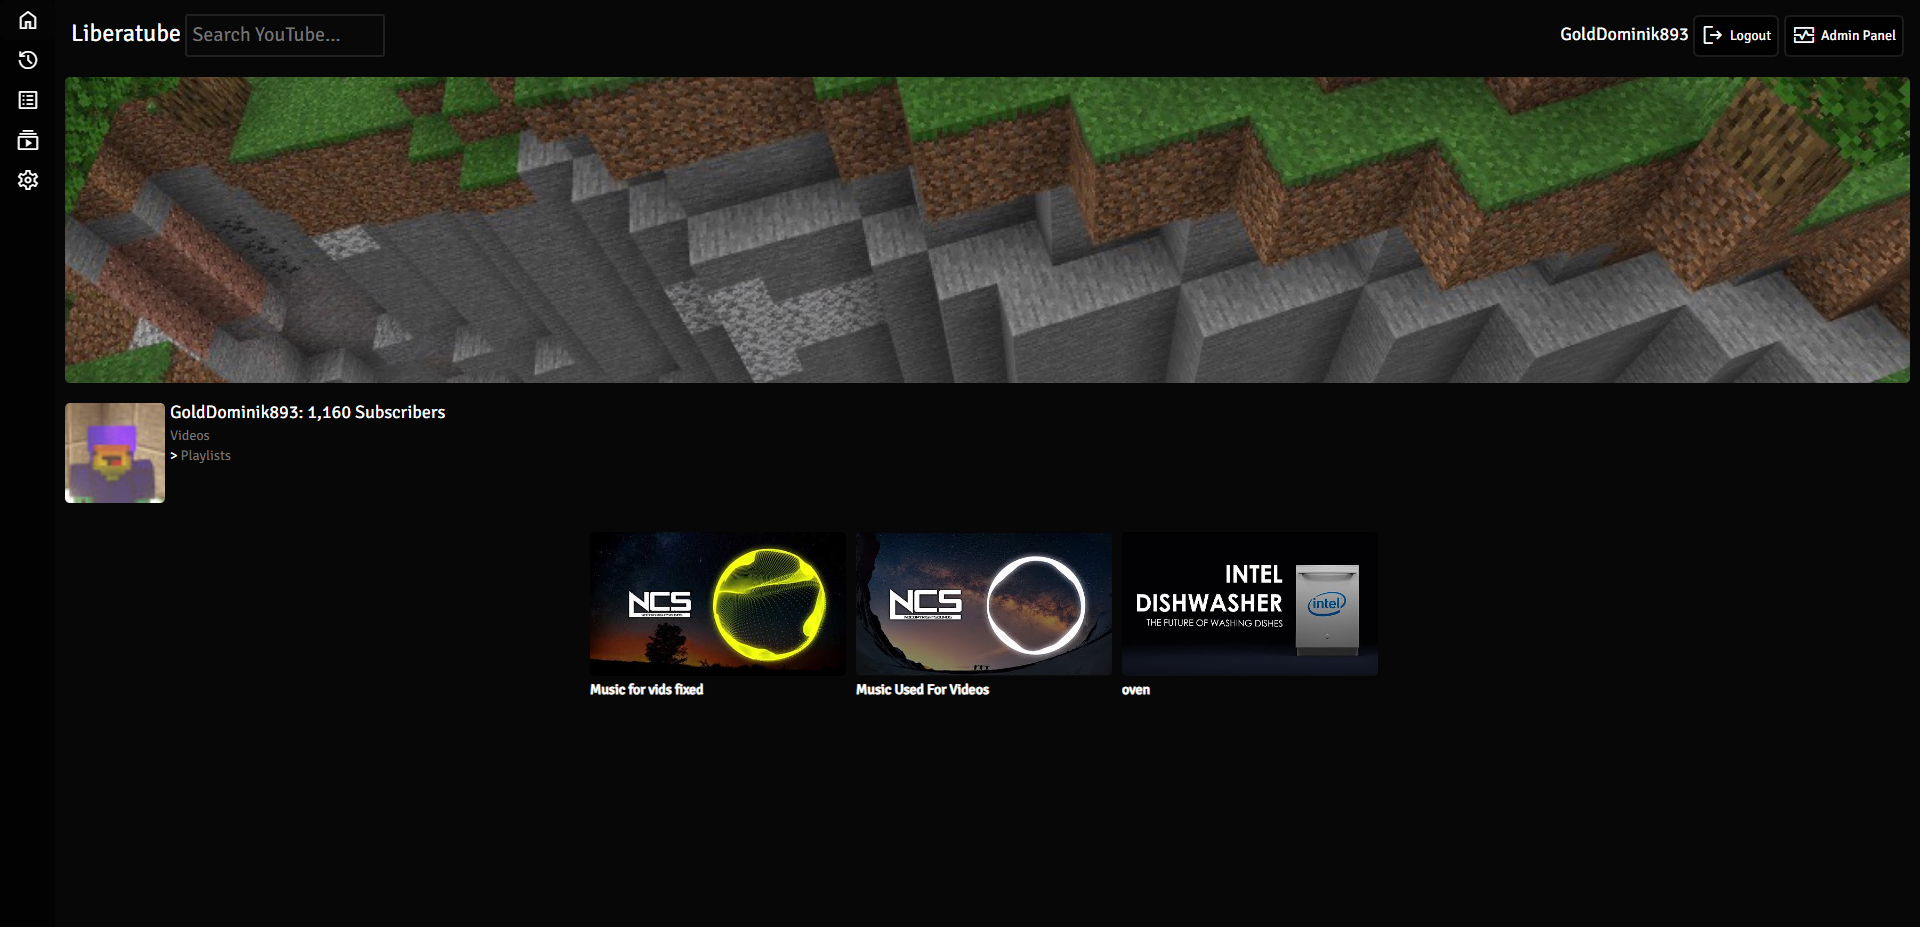 Liberatube
Search YouTube...
GoldDominik893
Logout
Admin Panel
GoldDominik893: 1,160 Subscribers
Videos
> Playlists
NCS
NCS
NOCOPYRIGHTSOUNDS
INTEL
DISHWASHER
THE FUTURE OF WASHING DISHES
intel
Music for vids fixed
Music Used For Videos
oven